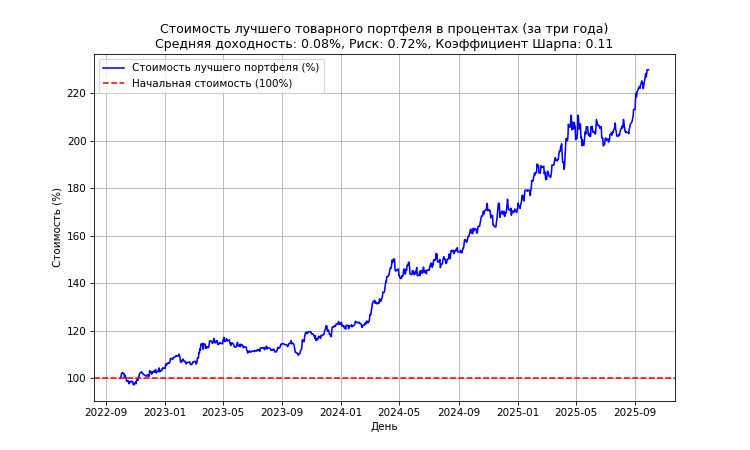 Стоимость лучшего товарного портфеля в процентах (за три года)
Средняя доходность: 0.08%, Риск: 0.72%, Коэффициент Шарпа: 0.11
Стоимость лучшего портфеля (%)
Начальная стоимость (100%)
Стоимость (%)
220
200
180
160
140
120
100
2022-09 2023-01 2023-05 2023-09 2024-01 2024-05 2024-09 2025-01 2025-05 2025-09
День